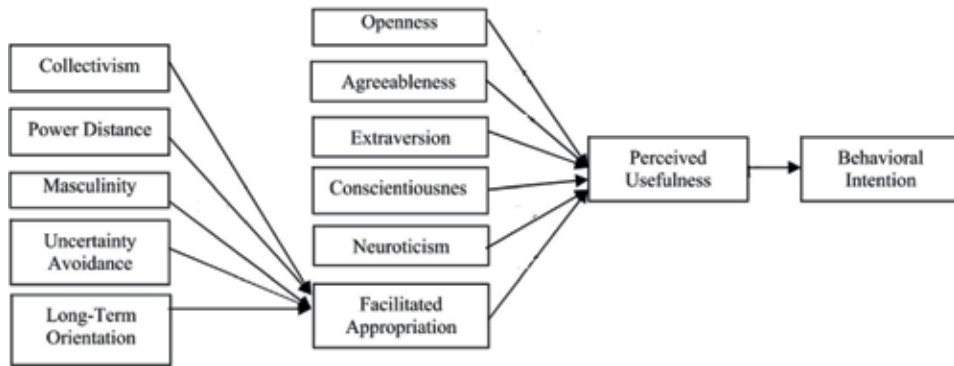 Collectivism
Power Distance
Masculinity
Uncertainty
Avoidance
Long-Term
Orientation
Openness
Agreeableness
Extraversion
Conscientiousnes
Neuroticism
Facilitated
Appropriation
Perceived
Usefulness
Behavioral
Intention